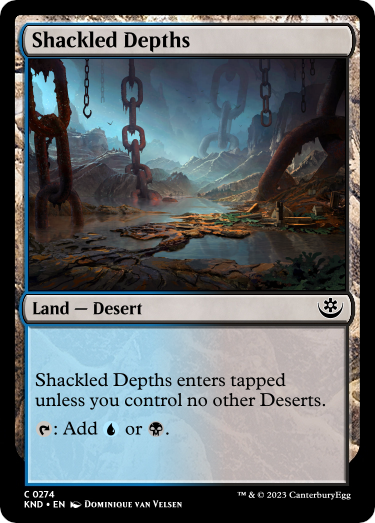 Shackled Depths
Land — Desert
Shackled Depths enters tapped
unless you control no other Deserts.
: Add or .
C 0274
KND • EN DOMINIQUE VAN VELSEN
™ & © 2023 CanterburyEgg